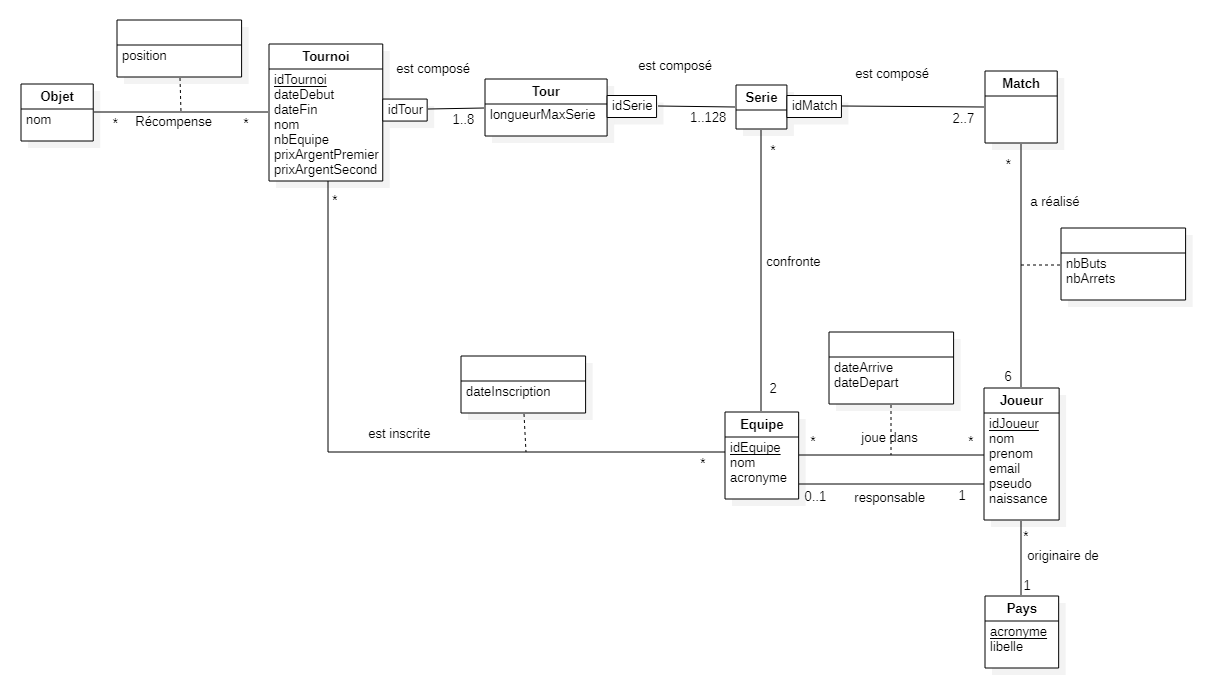 position
Objet
nom
*
Récompense
*
Tournoi
idTournoi
dateDebut
dateFin
nom
nbEquipe
prixArgentPremier
prixArgentSecond
idTour
est composé
1..8
Tour
longueurMaxSerie
idSerie
est composé
1..128
Serie
idMatch
est composé
2..7
Match
*
*
*
a réalisé
nbButs
nbArrets
confronte
dateArrive
dateDepart
dateInscription
6
2
Joueur
idJoueur
nom
prenom
email
pseudo
naissance
Equipe
idEquipe
nom
acronyme
est inscrite
*
*
joue dans
*
0..1
responsable
1
*
originaire de
1
Pays
acronyme
libelle